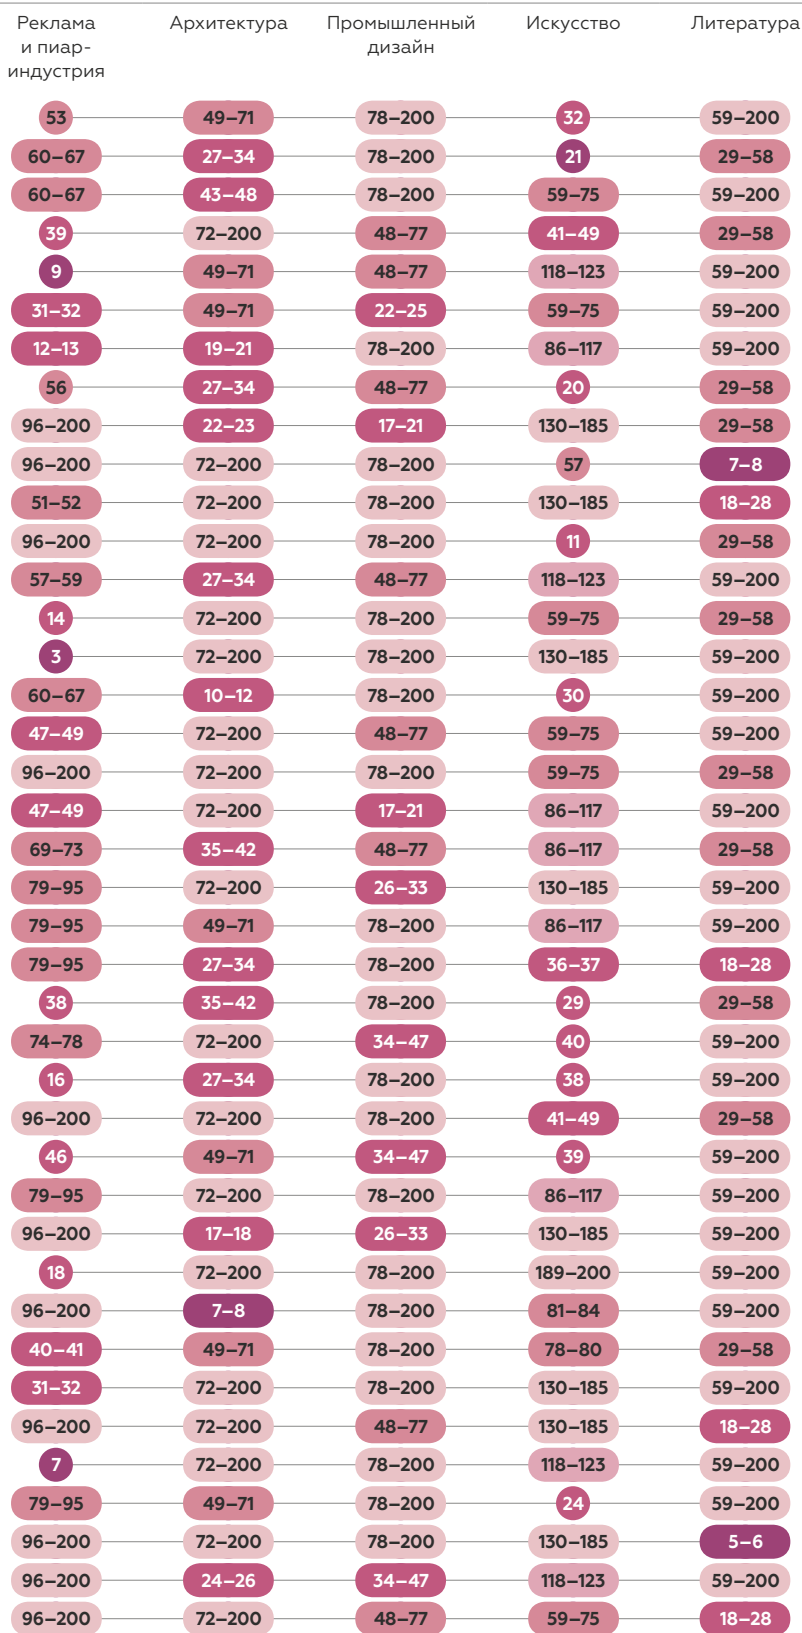 Реклама и пиар-индустрия Архитектура Промышленный дизайн Искусство Литература
53 49–71 78–200 32 59–200
60–67 27–34 78–200 21 29–58
60–67 43–48 78–200 59–75 59–200
39 72–200 48–77 41–49 29–58
9 49–71 48–77 118–123 59–200
31–32 49–71 22–25 59–75 59–200
12–13 19–21 78–200 86–117 59–200
56 27–34 48–77 20 29–58
96–200 22–23 17–21 130–185 29–58
96–200 72–200 78–200 57 7–8
51–52 72–200 78–200 130–185 18–28
96–200 72–200 78–200 11 29–58
57–59 27–34 48–77 118–123 59–200
14 72–200 78–200 59–75 29–58
3 72–200 78–200 130–185 59–200
60–67 10–12 78–200 30 59–200
47–49 72–200 48–77 59–75 59–200
96–200 72–200 78–200 59–75 29–58
47–49 72–200 17–21 86–117 59–200
69–73 35–42 48–77 86–117 29–58
79–95 72–200 26–33 130–185 59–200
79–95 49–71 78–200 86–117 59–200
79–95 27–34 78–200 36–37 18–28
38 35–42 78–200 29 29–58
74–78 72–200 34–47 40 59–200
16 27–34 78–200 38 59–200
96–200 72–200 78–200 41–49 29–58
46 49–71 34–47 39 59–200
79–95 72–200 78–200 86–117 59–200
96–200 17–18 26–33 130–185 59–200
18 72–200 78–200 189–200 59–200
96–200 7–8 78–200 81–84 59–200
40–41 49–71 78–200 78–80 29–58
31–32 72–200 78–200 130–185 59–200
96–200 72–200 48–77 130–185 18–28
7 72–200 78–200 118–123 59–200
79–95 49–71 78–200 24 59–200
96–200 72–200 78–200 130–185 5–6
96–200 24–26 34–47 118–123 59–200
96–200 72–200 48–77 59–75 18–28